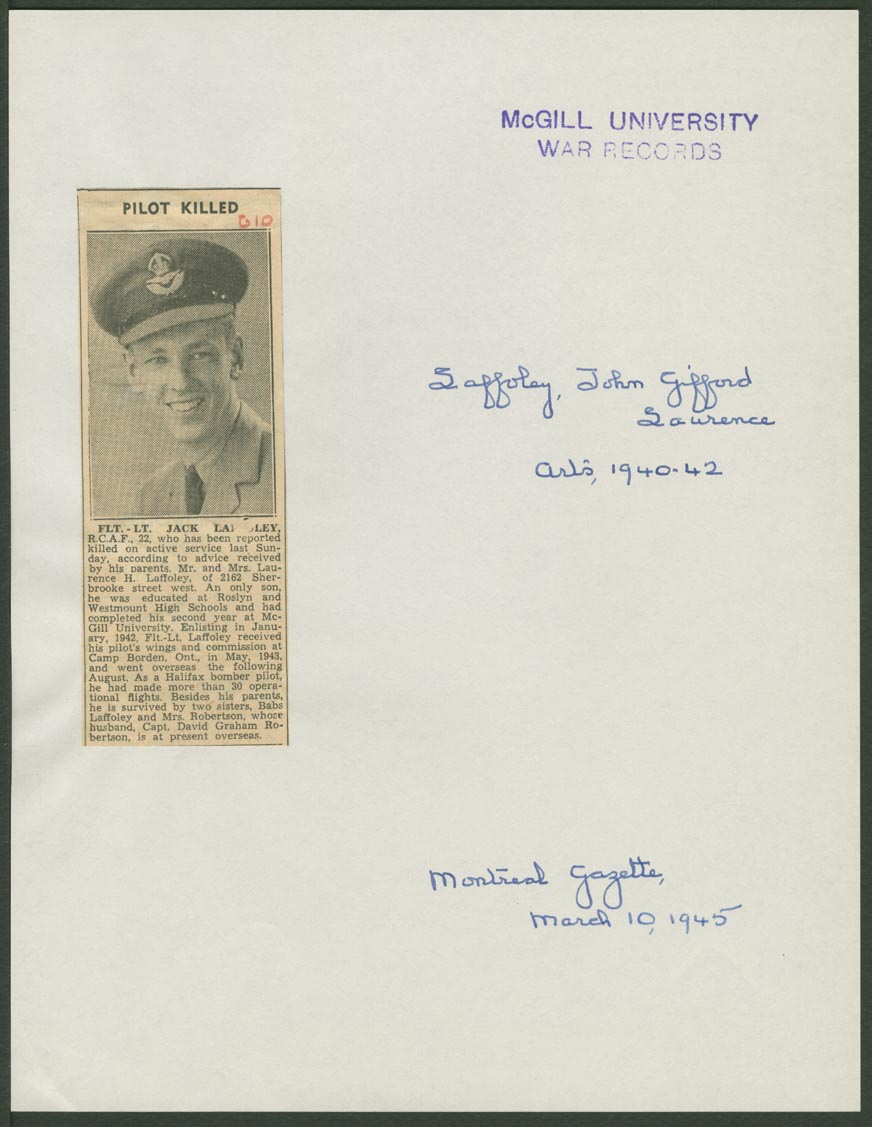 McGILL UNIVERSITY
WAR RECORDS
PILOT KILLED
G10
Laffoley, John Gifford
Laurence
Arts, 1940-42
FLT.-LT. JACK LAF  LEY,
R.C.A.F., 22, who has been reported
killed on active service last Sun-
day, according to advice received
by his parents, Mr. and Mrs. Lau-
rence H. Laffoley, of 2162 Sher-
brooke street west. An only son,
he was educated at Roslyn and
Westmount High Schools and had
completed his second year at Mc-
Gill University. Enlisting in Janu-
ary, 1942, Flt.-Lt. Laffoley received
his pilot's wings and commission at
Camp Borden, Ont., in May, 1943,
and went overseas the following
August. As a Halifax bomber pilot,
he had made more than 30 opera-
tional flights. Besides his parents,
he is survived by two sisters, Babs
Laffoley and Mrs. Robertson, whose
husband, Capt. David Graham Ro-
bertson, is at present overseas.
Montreal Gazette,
March 10, 1945